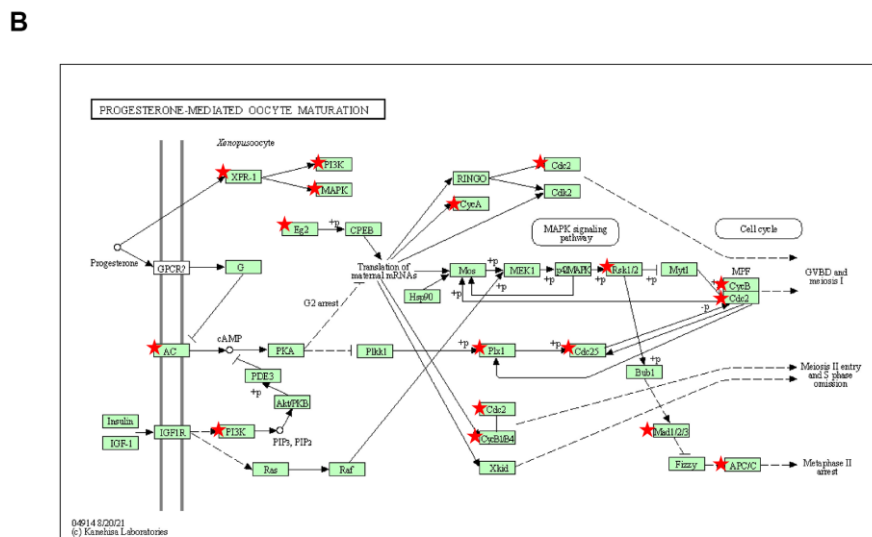 B
PROGESTERONE-MEDIATED OOCYTE MATURATION
Xenopus oocyte
XPR-1
PI3K
MAPK
Progesterone
GPCR?
G
Eg2
+p
CPEB
Translation of
maternal mRNAs
G2 arrest
AC
cAMP
PKA
PDE3
+p
Akt/PKB
PI3K
PIP3, PIP2
Insulin
IGF-1
IGF1R
Ras
Raf
RINGO
CycA
Cdc2
Cdk2
MAPK signaling
pathway
Cell cycle
Mos
+p
MEK1
+p
p42MAPK
+p
Rsk1/2
+p
Myt1
MPF
+p
CycB
Cdc2
Hsp90
+p
+p
+p
-p
GVBD and
meiosis I
Plkk1
+p
Plx1
+p
Cdc25
+p
Bub1
Meiosis II entry
and S phase
omission
Cdc2
CycB1/B4
Xkid
Mad1/2/3
Fizzy
APC/C
Metaphase II
arrest
04914 8/20/21
(c) Kanehisa Laboratories